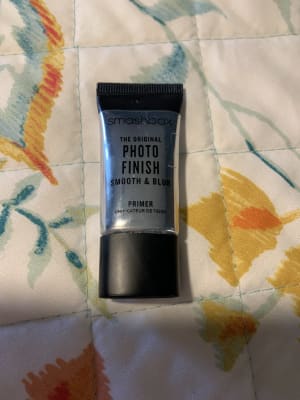 smashbox
THE ORIGINAL
PHOTO
FINISH
SMOOTH & BLUR
PRIMER